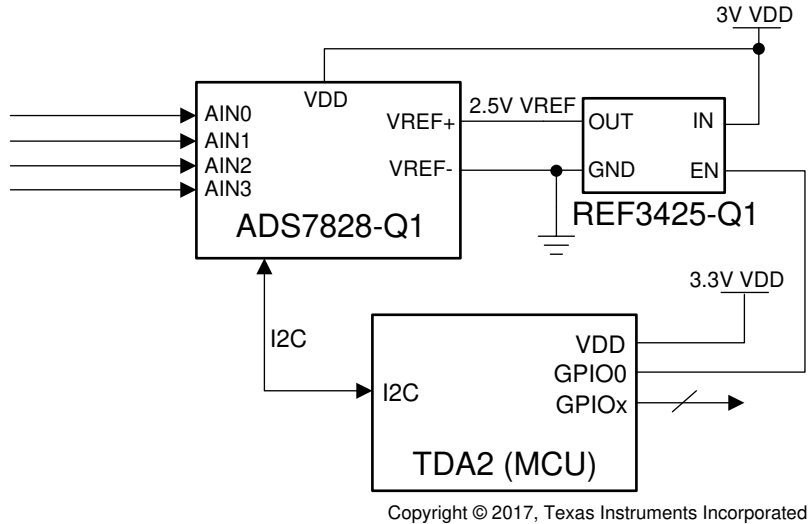 3V VDD
VDD
AIN0
AIN1
AIN2
AIN3
VREF+
VREF-
ADS7828-Q1
2.5V VREF
OUT
IN
GND
EN
REF3425-Q1
3.3V VDD
I2C
I2C
VDD
GPIO0
GPIOx
TDA2 (MCU)
Copyright © 2017, Texas Instruments Incorporated